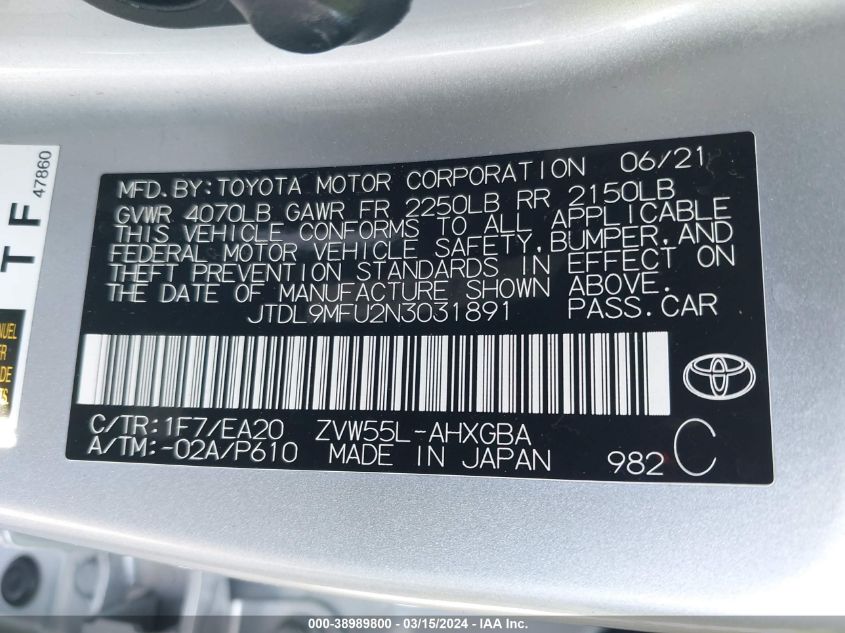 MFD.BY:TOYOTA MOTOR CORPORATION 06/21
GVWR 4070LB GAWR FR 2250LB RR 2150LB
THIS VEHICLE CONFORMS TO ALL APPLICABLE
FEDERAL MOTOR VEHICLE SAFETY,BUMPER,AND
THEFT PREVENTION STANDARDS IN EFFECT ON
THE DATE OF MANUFACTURE SHOWN ABOVE.
JTDL9MFU2N3031891 PASS.CAR
C/TR:1F7/EA20 ZVW55L-AHXGBA
A/TM:-02A/P610 MADE IN JAPAN 982 C
47860
T F
000-38989800 - 03/15/2024 - IAA Inc.